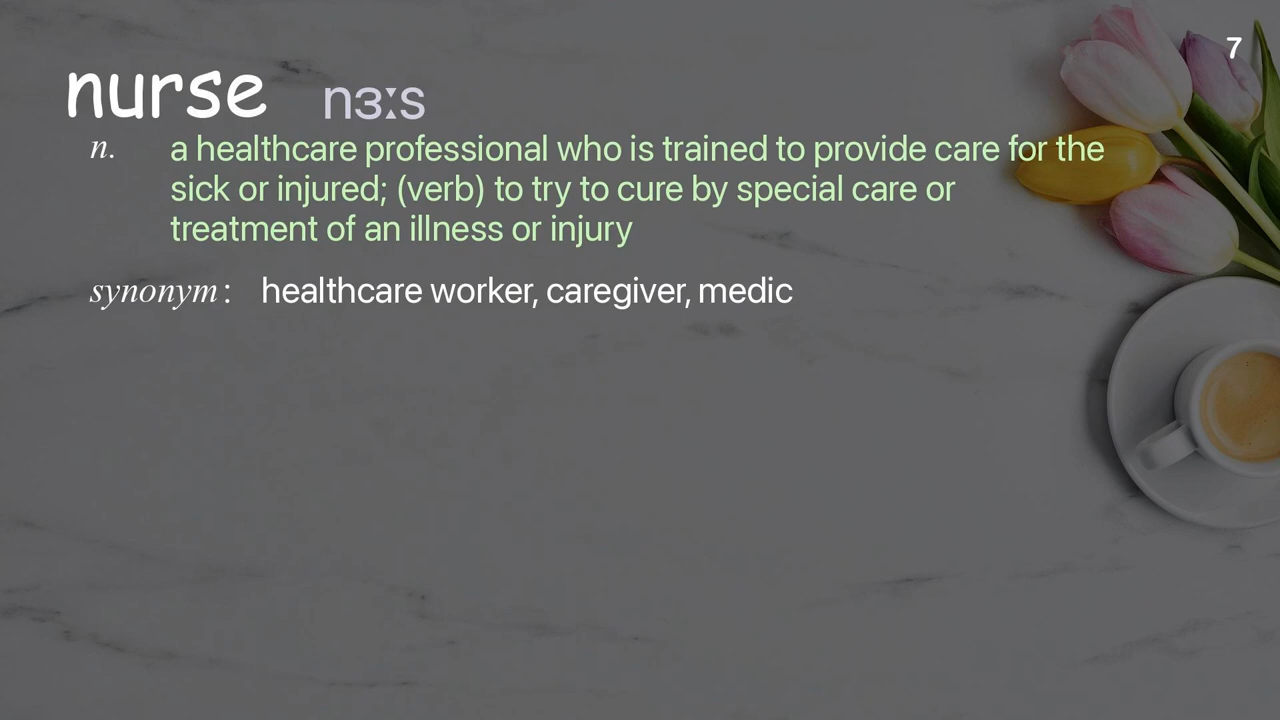 7
nurse nɜːs
n. a healthcare professional who is trained to provide care for the
sick or injured; (verb) to try to cure by special care or
treatment of an illness or injury
synonym: healthcare worker, caregiver, medic